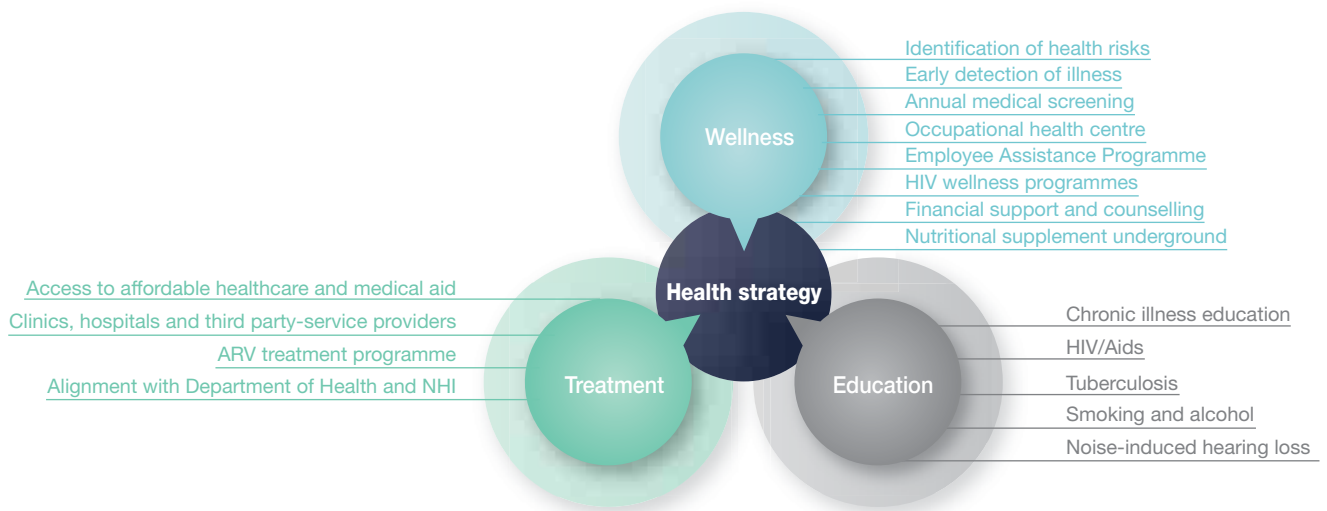 Wellness
Identification of health risks
Early detection of illness
Annual medical screening
Occupational health centre
Employee Assistance Programme
HIV wellness programmes
Financial support and counselling
Nutritional supplement underground
Health strategy
Access to affordable healthcare and medical aid
Clinics, hospitals and third party-service providers
ARV treatment programme
Alignment with Department of Health and NHI
Treatment
Education
Chronic illness education
HIV/Aids
Tuberculosis
Smoking and alcohol
Noise-induced hearing loss